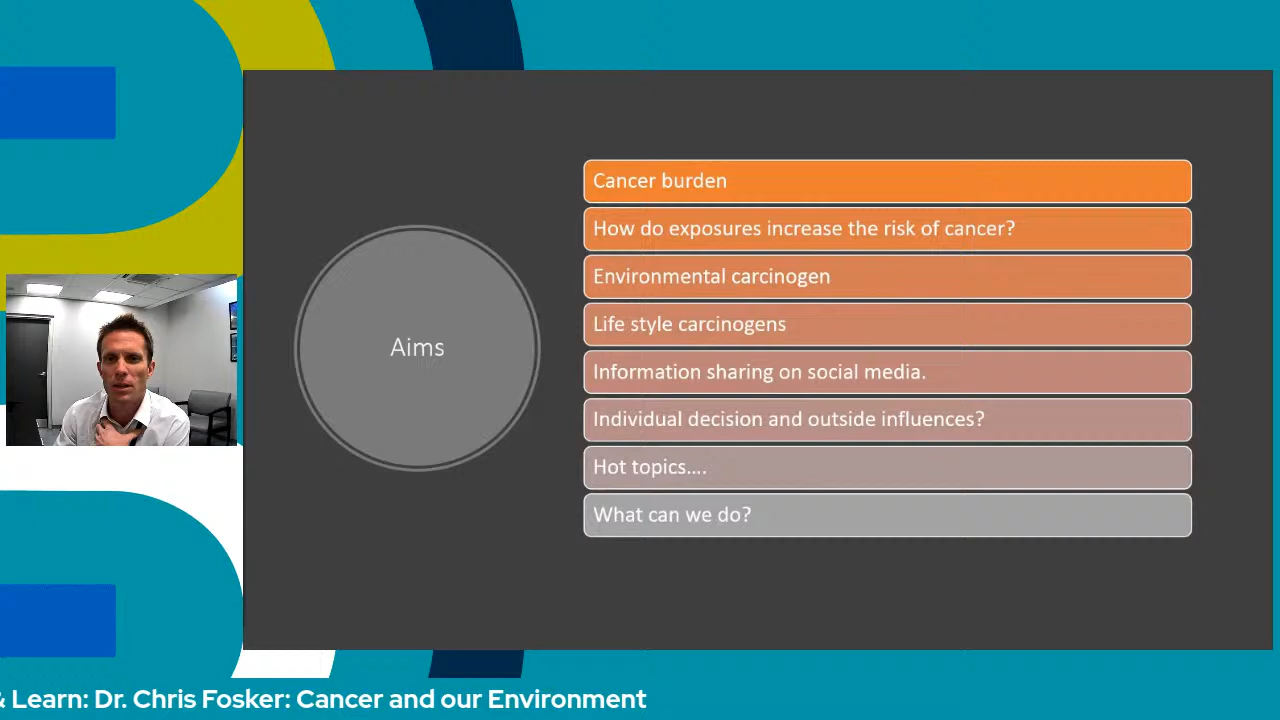 Aims
Cancer burden
How do exposures increase the risk of cancer?
Environmental carcinogen
Life style carcinogens
Information sharing on social media.
Individual decision and outside influences?
Hot topics....
What can we do?
& Learn: Dr. Chris Fosker: Cancer and our Environment